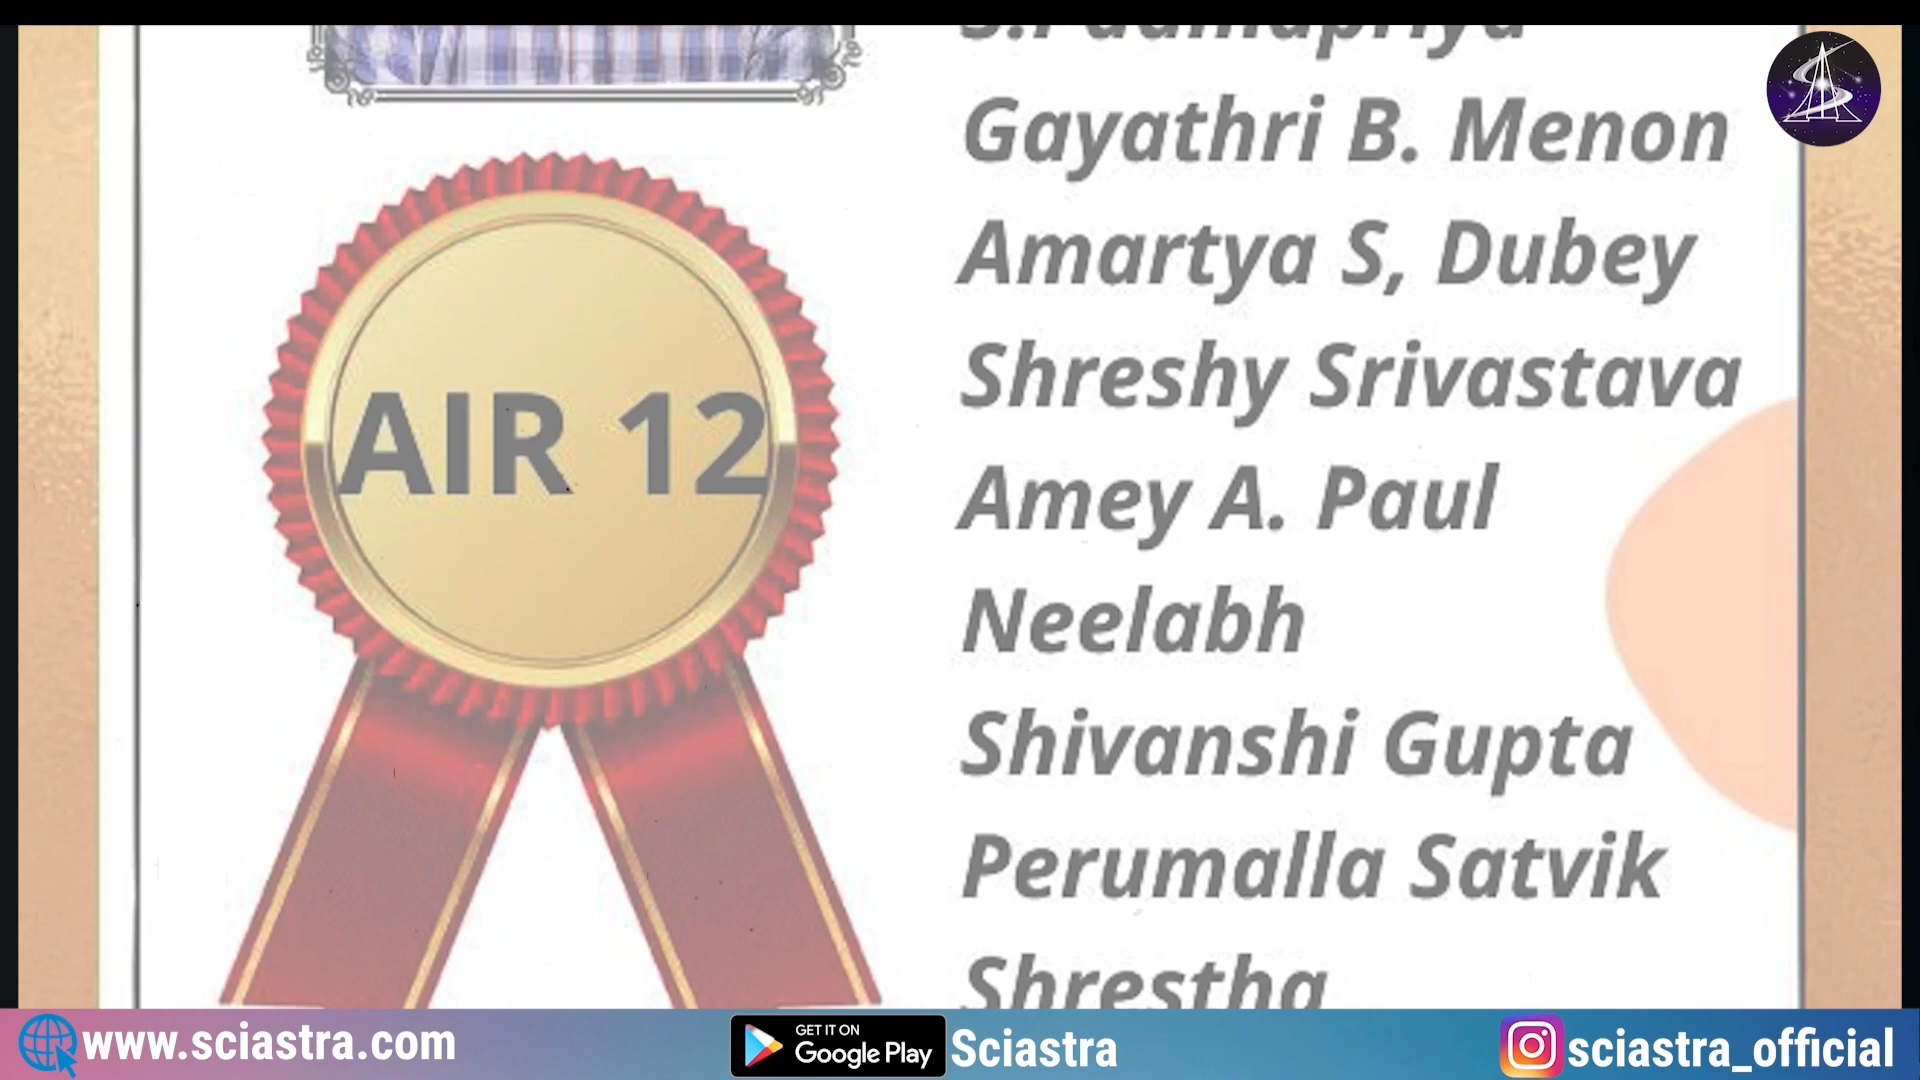 S.Padmapriya
Gayathri B. Menon
Amartya S, Dubey
Shreshy Srivastava
AIR 12
Amey A. Paul
Neelabh
Shivanshi Gupta
Perumalla Satvik
Shrestha
www.sciastra.com
GET IT ON
Google Play
Sciastra
sciastra_official